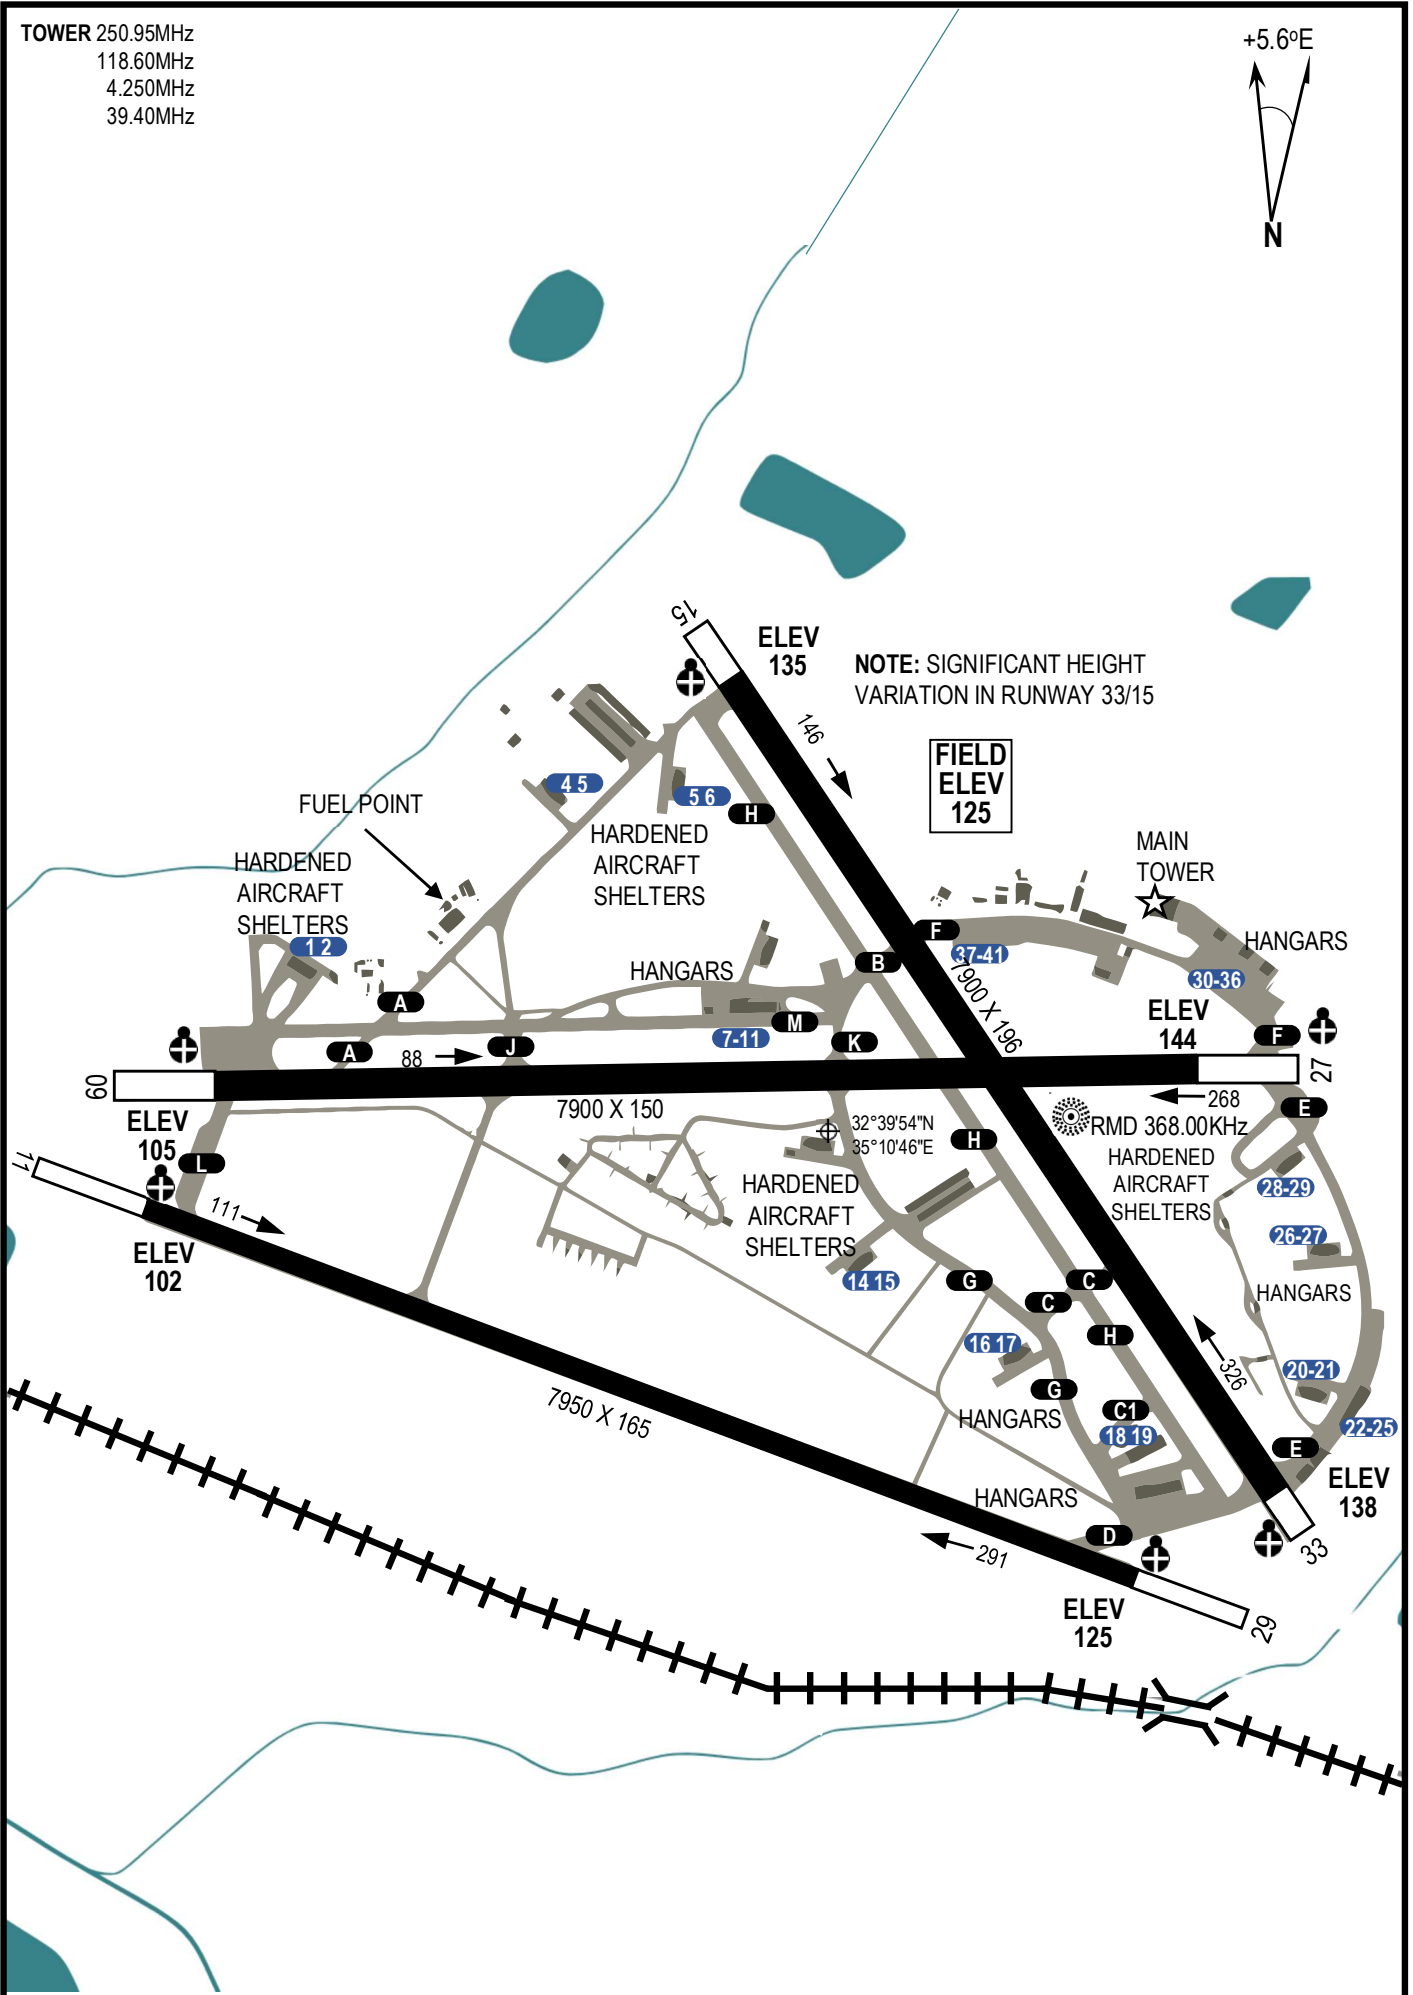 TOWER 250.95MHz
118.60MHz
4.250MHz
39.40MHz
+5.6ºE
N
15
ELEV
135
NOTE: SIGNIFICANT HEIGHT
VARIATION IN RUNWAY 33/15
146
FIELD
ELEV
125
4 5
5 6
H
FUEL POINT
HARDENED
AIRCRAFT
SHELTERS
HARDENED
AIRCRAFT
SHELTERS
1 2
MAIN
TOWER
HANGARS
F
37-41
B
HANGARS
30-36
7900 X 196
A
M
7-11
K
ELEV
144
F
A
88
J
27
09
7900 X 150
268
E
ELEV
105
32°39'54"N
35°10'46"E
H
RMD 368.00KHz
11
L
HARDENED
AIRCRAFT
SHELTERS
HARDENED
AIRCRAFT
SHELTERS
28-29
111
26-27
ELEV
102
14 15
G
C
C
HANGARS
H
16 17
326
20-21
G
HANGARS
C1
18 19
22-25
7950 X 165
E
ELEV
138
HANGARS
D
33
291
ELEV
125
29